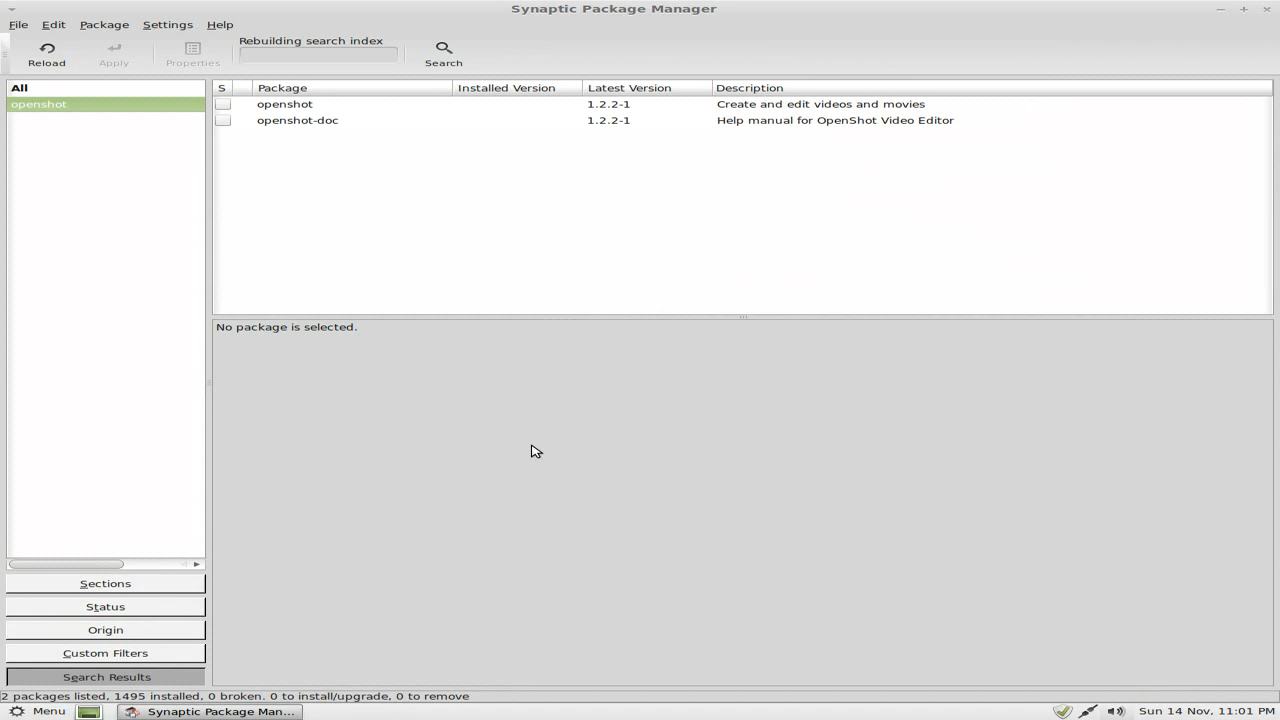 Synaptic Package Manager
File Edit Package Settings Help
Reload Apply Properties Rebuilding search index Search
All
openshot
S Package Installed Version Latest Version Description
openshot 1.2.2-1 Create and edit videos and movies
openshot-doc 1.2.2-1 Help manual for OpenShot Video Editor
No package is selected.
Sections
Status
Origin
Custom Filters
Search Results
2 packages listed, 1495 installed, 0 broken. 0 to install/upgrade, 0 to remove
Menu Synaptic Package Man... Sun 14 Nov, 11:01 PM